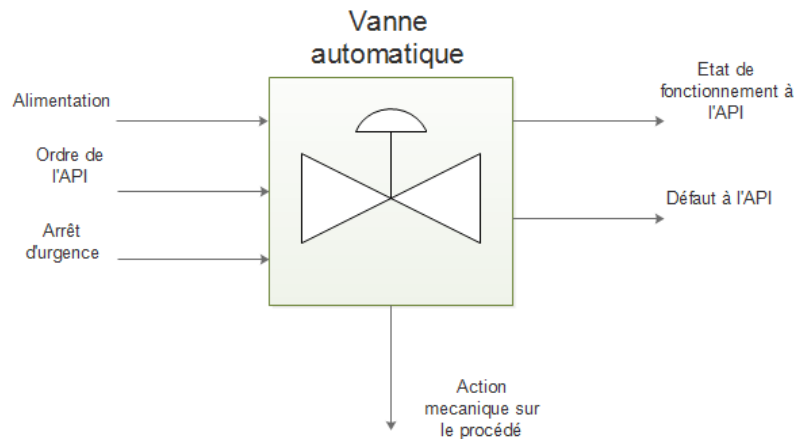 Vanne
automatique
Alimentation
Ordre de
l'API
Arrêt
d'urgence
Etat de
fonctionnement à
l'API
Défaut à l'API
Action
mecanique sur
le procédé